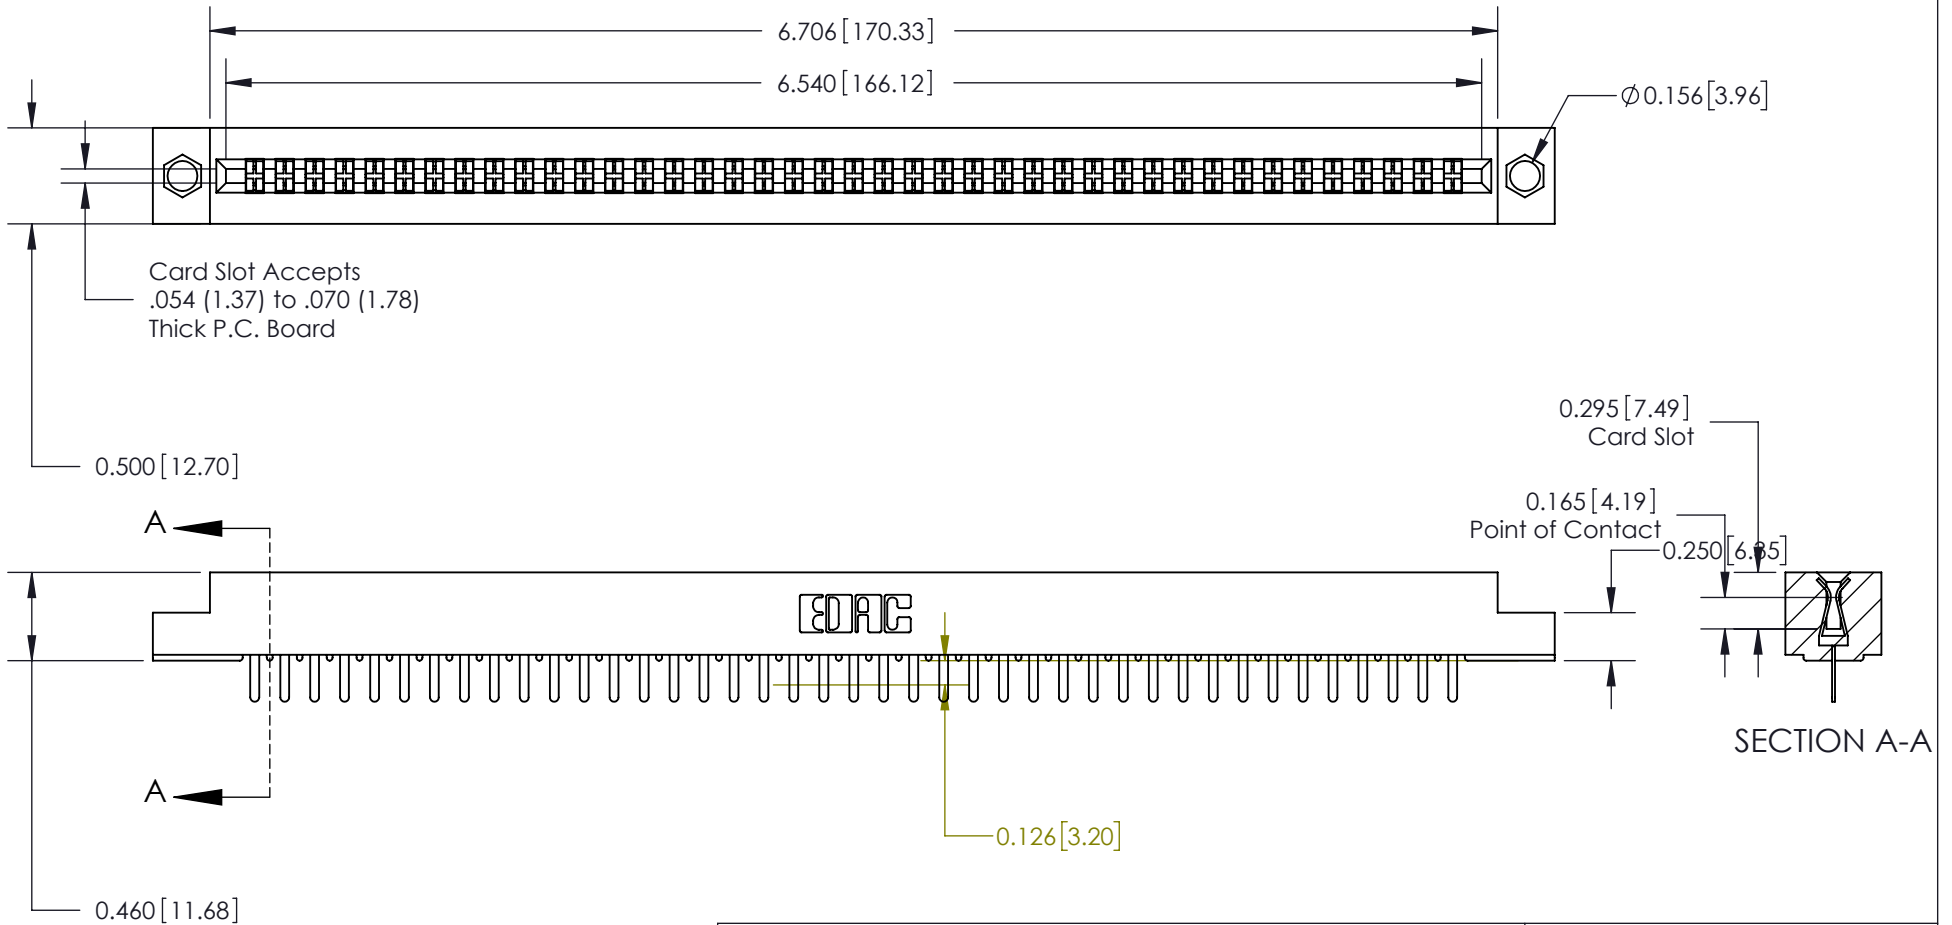 6.706[170.33]
6.540[166.12]
Ø0.156[3.96]
Card Slot Accepts
.054 (1.37) to .070 (1.78)
Thick P.C. Board
0.295[7.49]
Card Slot
0.500[12.70]
0.165[4.19]
Point of Contact
0.250[6.35]
A
EDAC
SECTION A-A
A
0.126[3.20]
0.460[11.68]